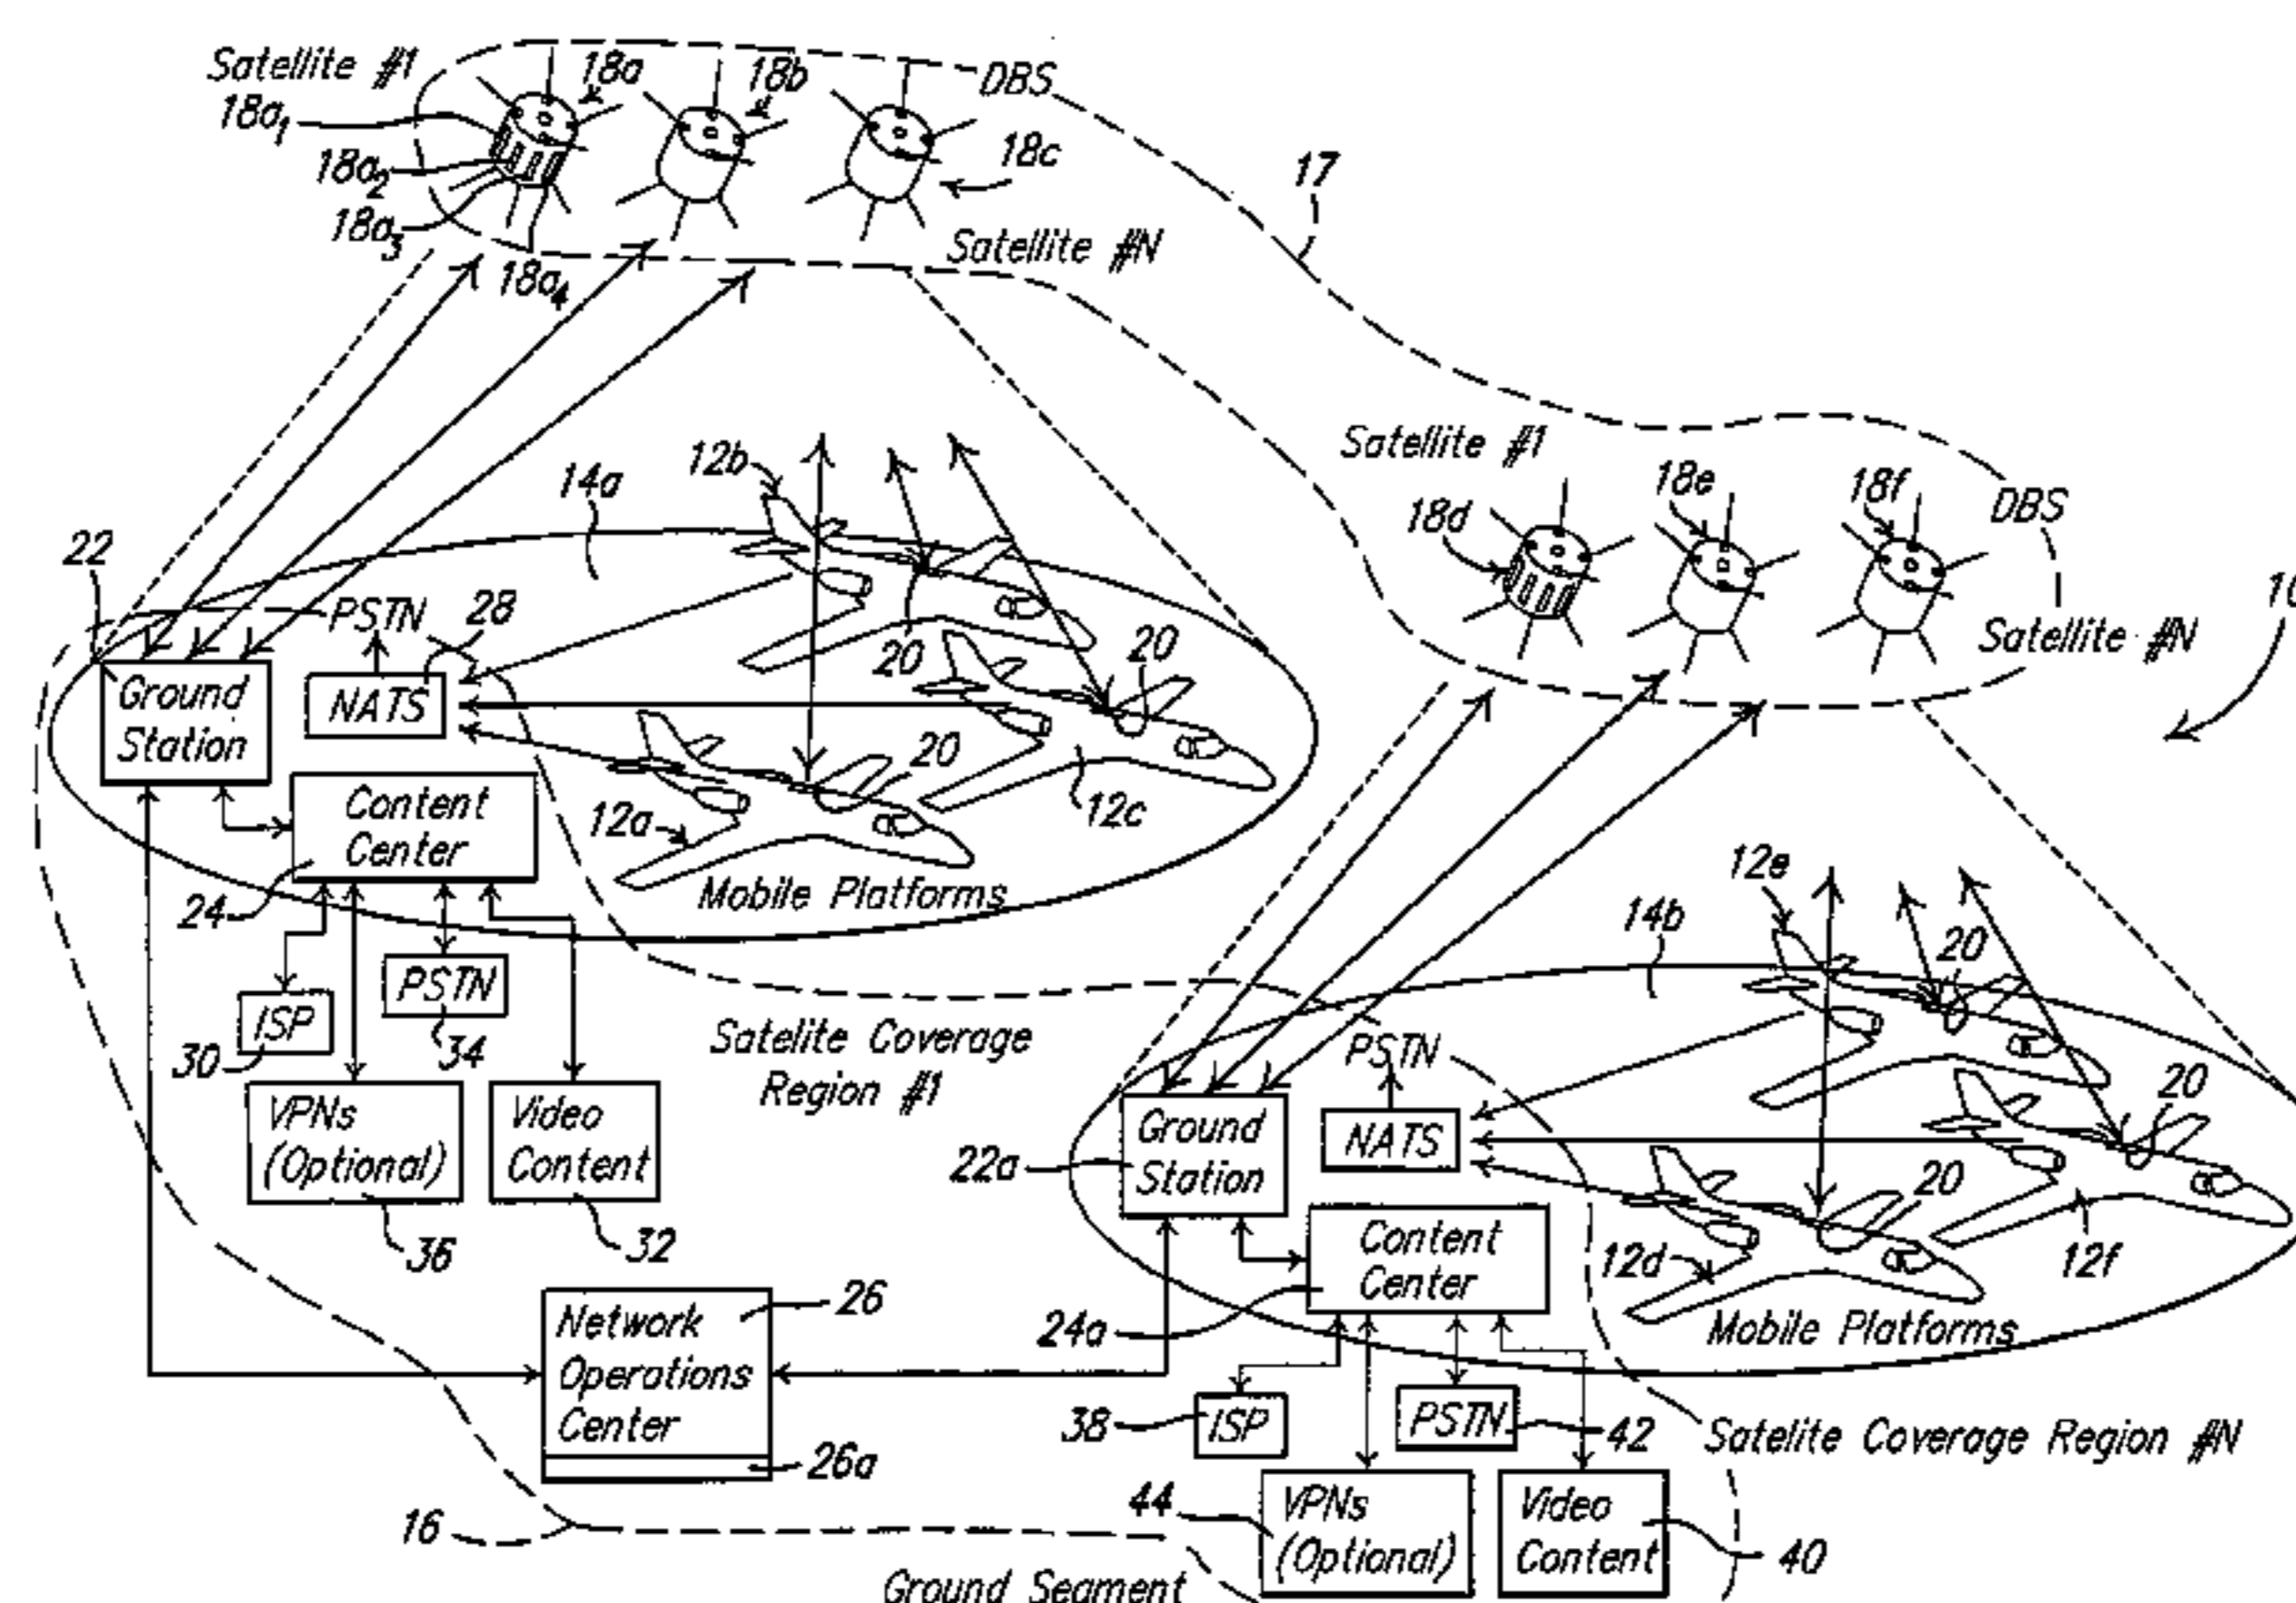 Satellite #1
18a
18b
DBS
18a1
18a2
18a3
18a4
18c
Satellite #N
17
Satellite #1
18d
18e
18f
DBS
Satellite #N
10
12b
14a
22
PSTN
28
20
20
Ground
Station
NATS
20
Content
Center
12a
12c
24
Mobile Platforms
ISP
PSTN
30
34
Satelite Coverage
Region #1
VPNs
(Optional)
Video
Content
36
32
12e
14b
20
PSTN
20
Ground
Station
NATS
22a
20
Content
Center
12d
12f
24a
Mobile Platforms
Network
Operations
Center
26
26a
38
ISP
PSTN
42
Satelite Coverage Region #N
44
VPNs
(Optional)
Video
Content
40
16
Ground Segment